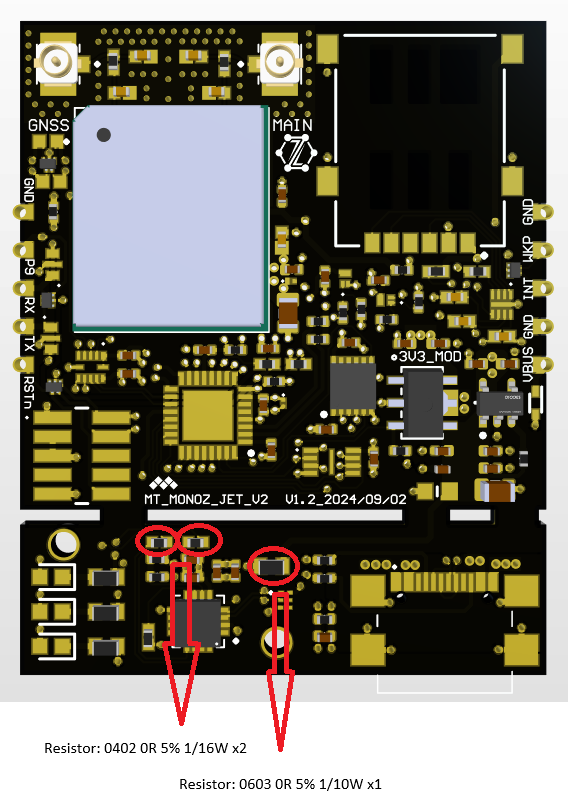 GNSS
MAIN
GND
P9
RX
TX
RSTn
GND
WKP
INT
GND
VBUS
3V3_MOD
MT_MONOZ_JET_V2 V1.2_2024/09/02
Resistor: 0402 0R 5% 1/16W x2
Resistor: 0603 0R 5% 1/10W x1